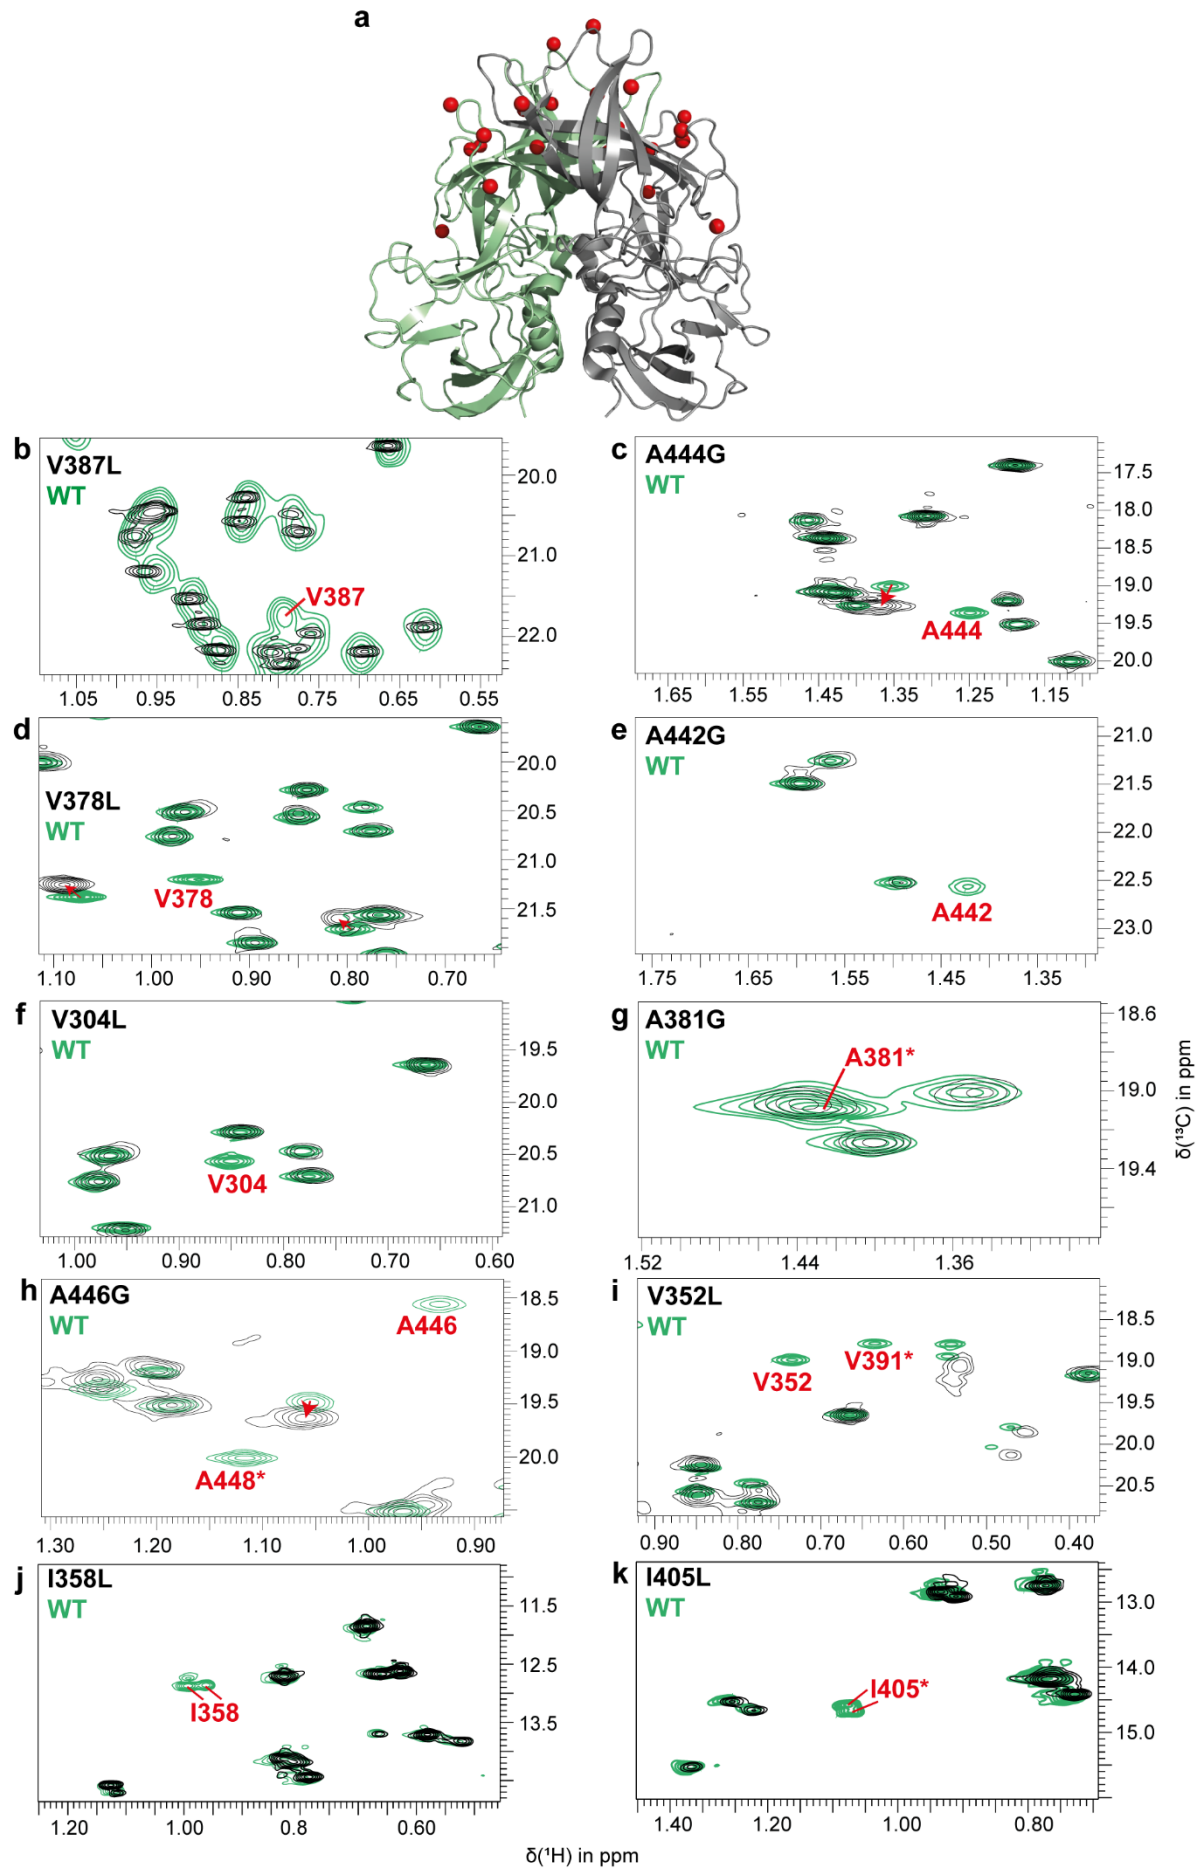 a
b
V387L
WT
V387
20.0
21.0
22.0
1.05 0.95 0.85 0.75 0.65 0.55
c
A444G
WT
A444
17.5
18.0
18.5
19.0
19.5
20.0
1.65 1.55 1.45 1.35 1.25 1.15
d
V378L
WT
V378
20.0
20.5
21.0
21.5
1.10 1.00 0.90 0.80 0.70
e
A442G
WT
A442
21.0
21.5
22.0
22.5
23.0
1.75 1.65 1.55 1.45 1.35
f
V304L
WT
V304
19.5
20.0
20.5
21.0
1.00 0.90 0.80 0.70 0.60
g
A381G
WT
A381*
18.6
19.0
19.4
1.52 1.44 1.36
δ(¹³C) in ppm
h
A446G
WT
A446
A448*
18.5
19.0
19.5
20.0
1.30 1.20 1.10 1.00 0.90
i
V352L
WT
V391*
V352
18.5
19.0
19.5
20.0
20.5
0.90 0.80 0.70 0.60 0.50 0.40
j
I358L
WT
I358
11.5
12.5
13.5
1.20 1.00 0.8 0.60
k
I405L
WT
I405*
13.0
14.0
15.0
1.40 1.20 1.00 0.80
δ(¹H) in ppm